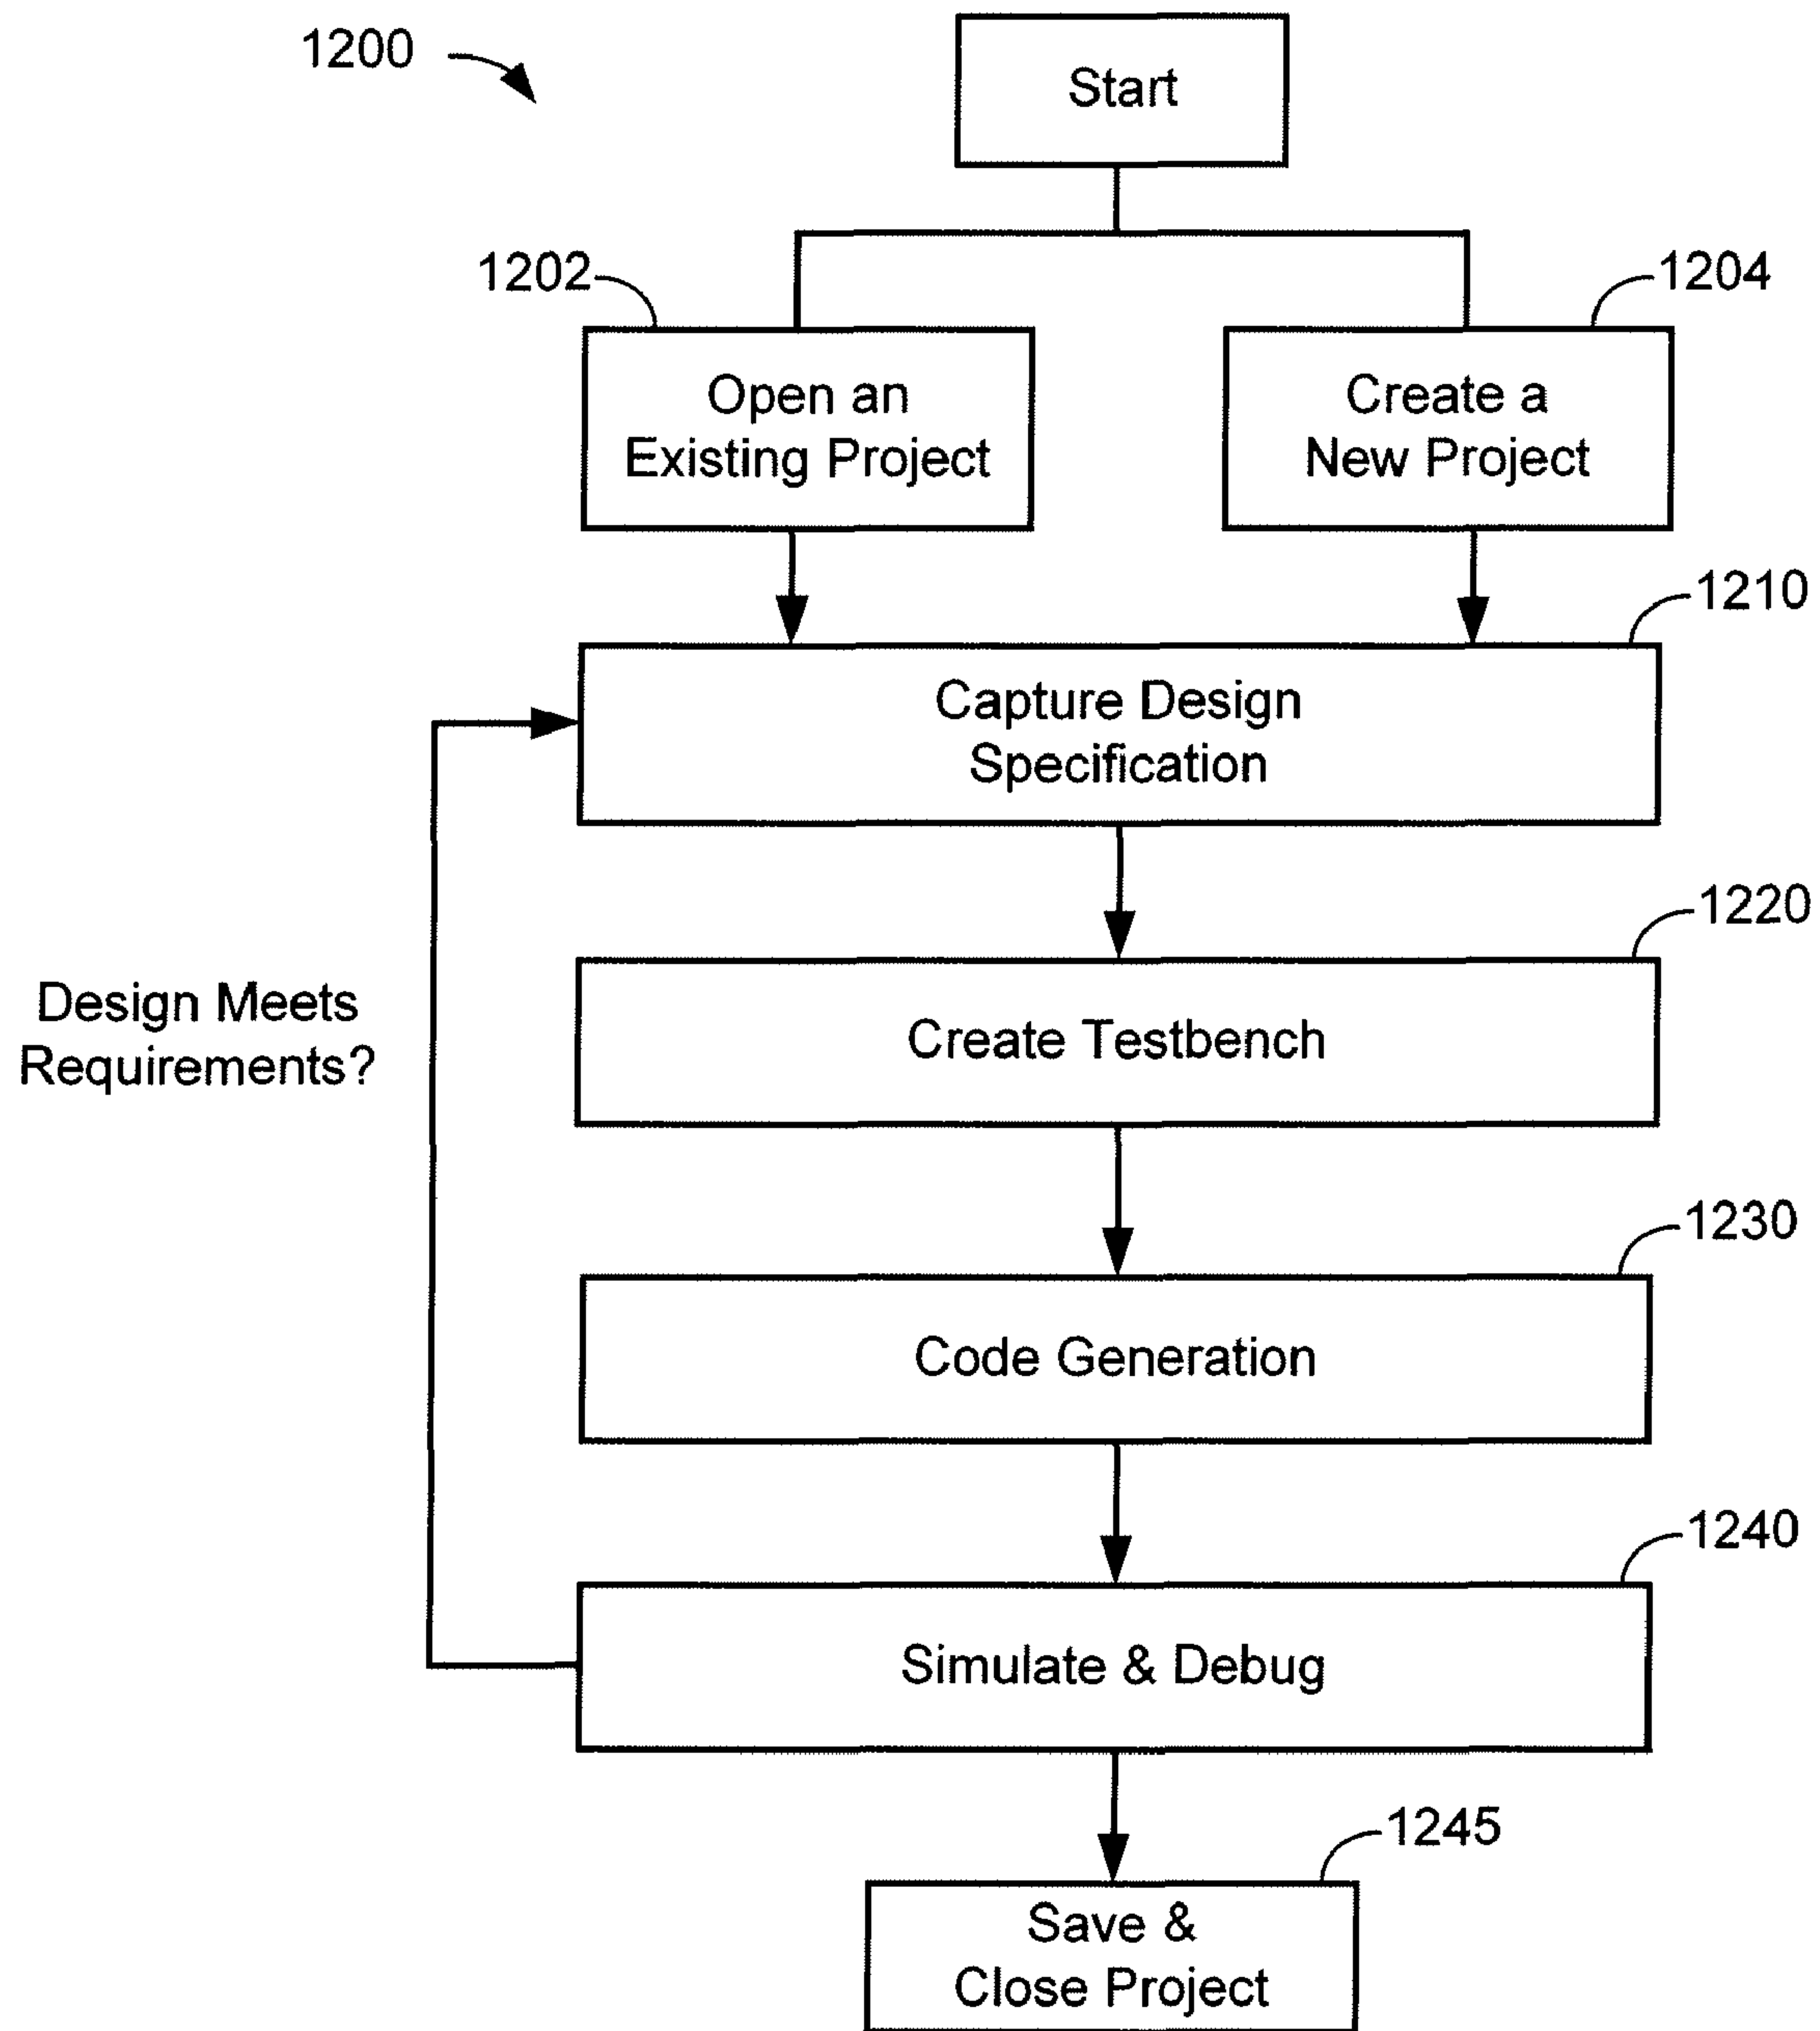 1200
Start
1202
1204
Open an
Existing Project
Create a
New Project
1210
Capture Design
Specification
1220
Design Meets
Requirements?
Create Testbench
1230
Code Generation
1240
Simulate & Debug
1245
Save &
Close Project